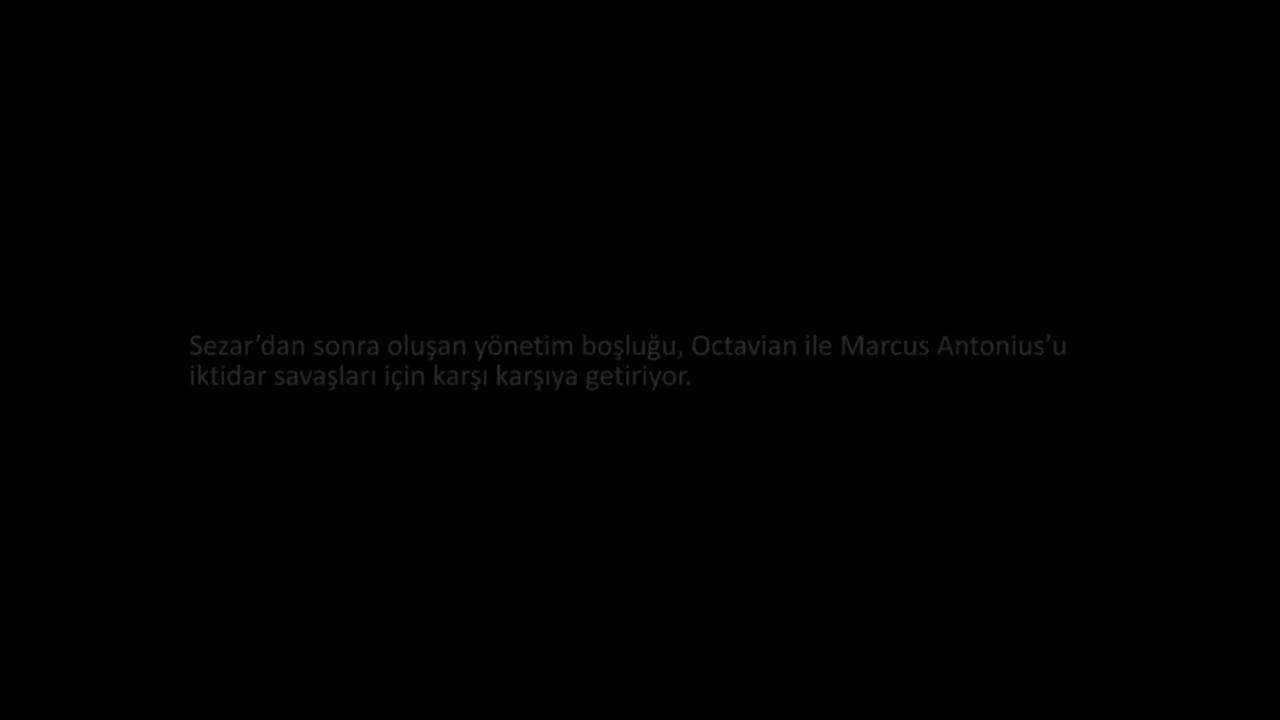 Sezar’dan sonra oluşan yönetim boşluğu, Octavian ile Marcus Antonius’u
iktidar savaşları için karşı karşıya getiriyor.